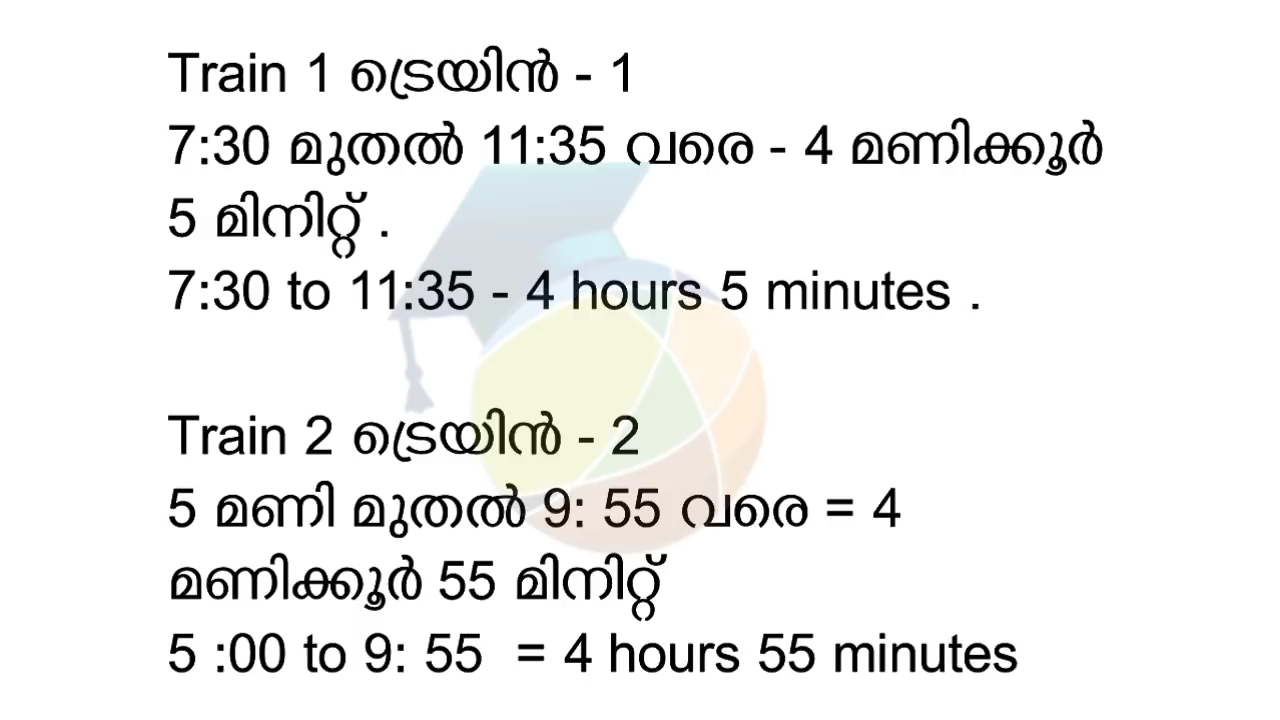 Train 1 ട്രെയിൻ - 1
7:30 മുതൽ 11:35 വരെ - 4 മണിക്കൂർ
5 മിനിറ്റ് .
7:30 to 11:35 - 4 hours 5 minutes .
Train 2 ട്രെയിൻ - 2
5 മണി മുതൽ 9: 55 വരെ = 4
മണിക്കൂർ 55 മിനിറ്റ്
5 :00 to 9: 55  = 4 hours 55 minutes